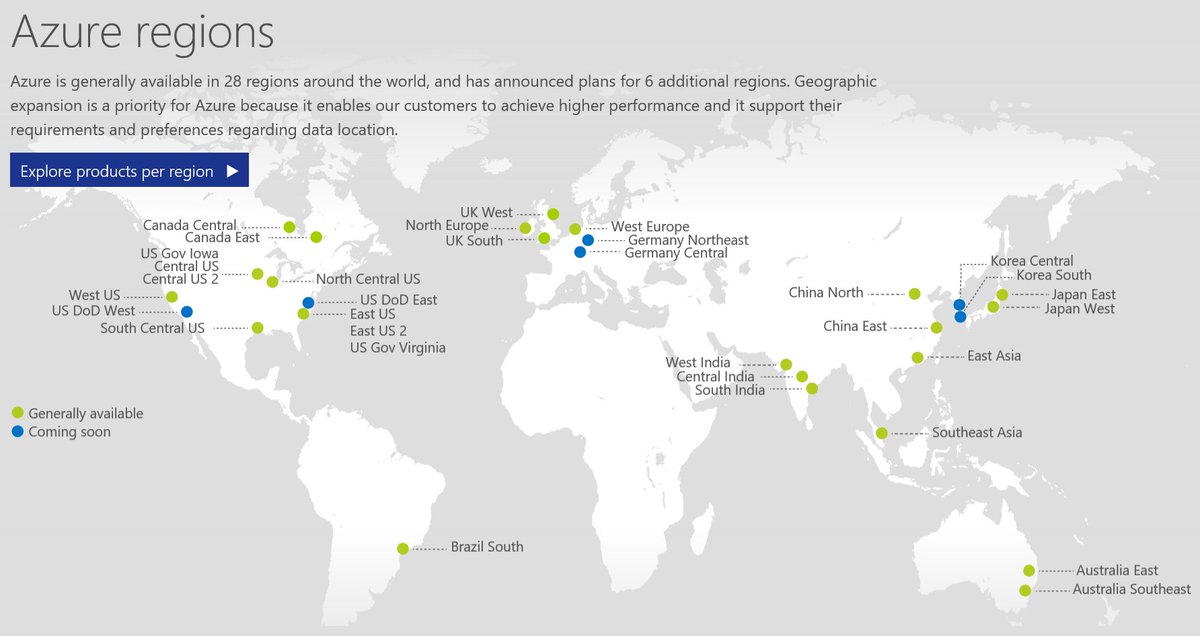 Azure regions
Azure is generally available in 28 regions around the world, and has announced plans for 6 additional regions. Geographic
expansion is a priority for Azure because it enables our customers to achieve higher performance and it support their
requirements and preferences regarding data location.
Explore products per region
Canada Central
Canada East
US Gov Iowa
Central US
Central US 2
North Central US
West US
US DoD West
South Central US
US DoD East
East US
East US 2
US Gov Virginia
UK West
North Europe
UK South
West Europe
Germany Northeast
Germany Central
Korea Central
Korea South
China North
Japan East
Japan West
China East
East Asia
West India
Central India
South India
Generally available
Coming soon
Southeast Asia
Brazil South
Australia East
Australia Southeast